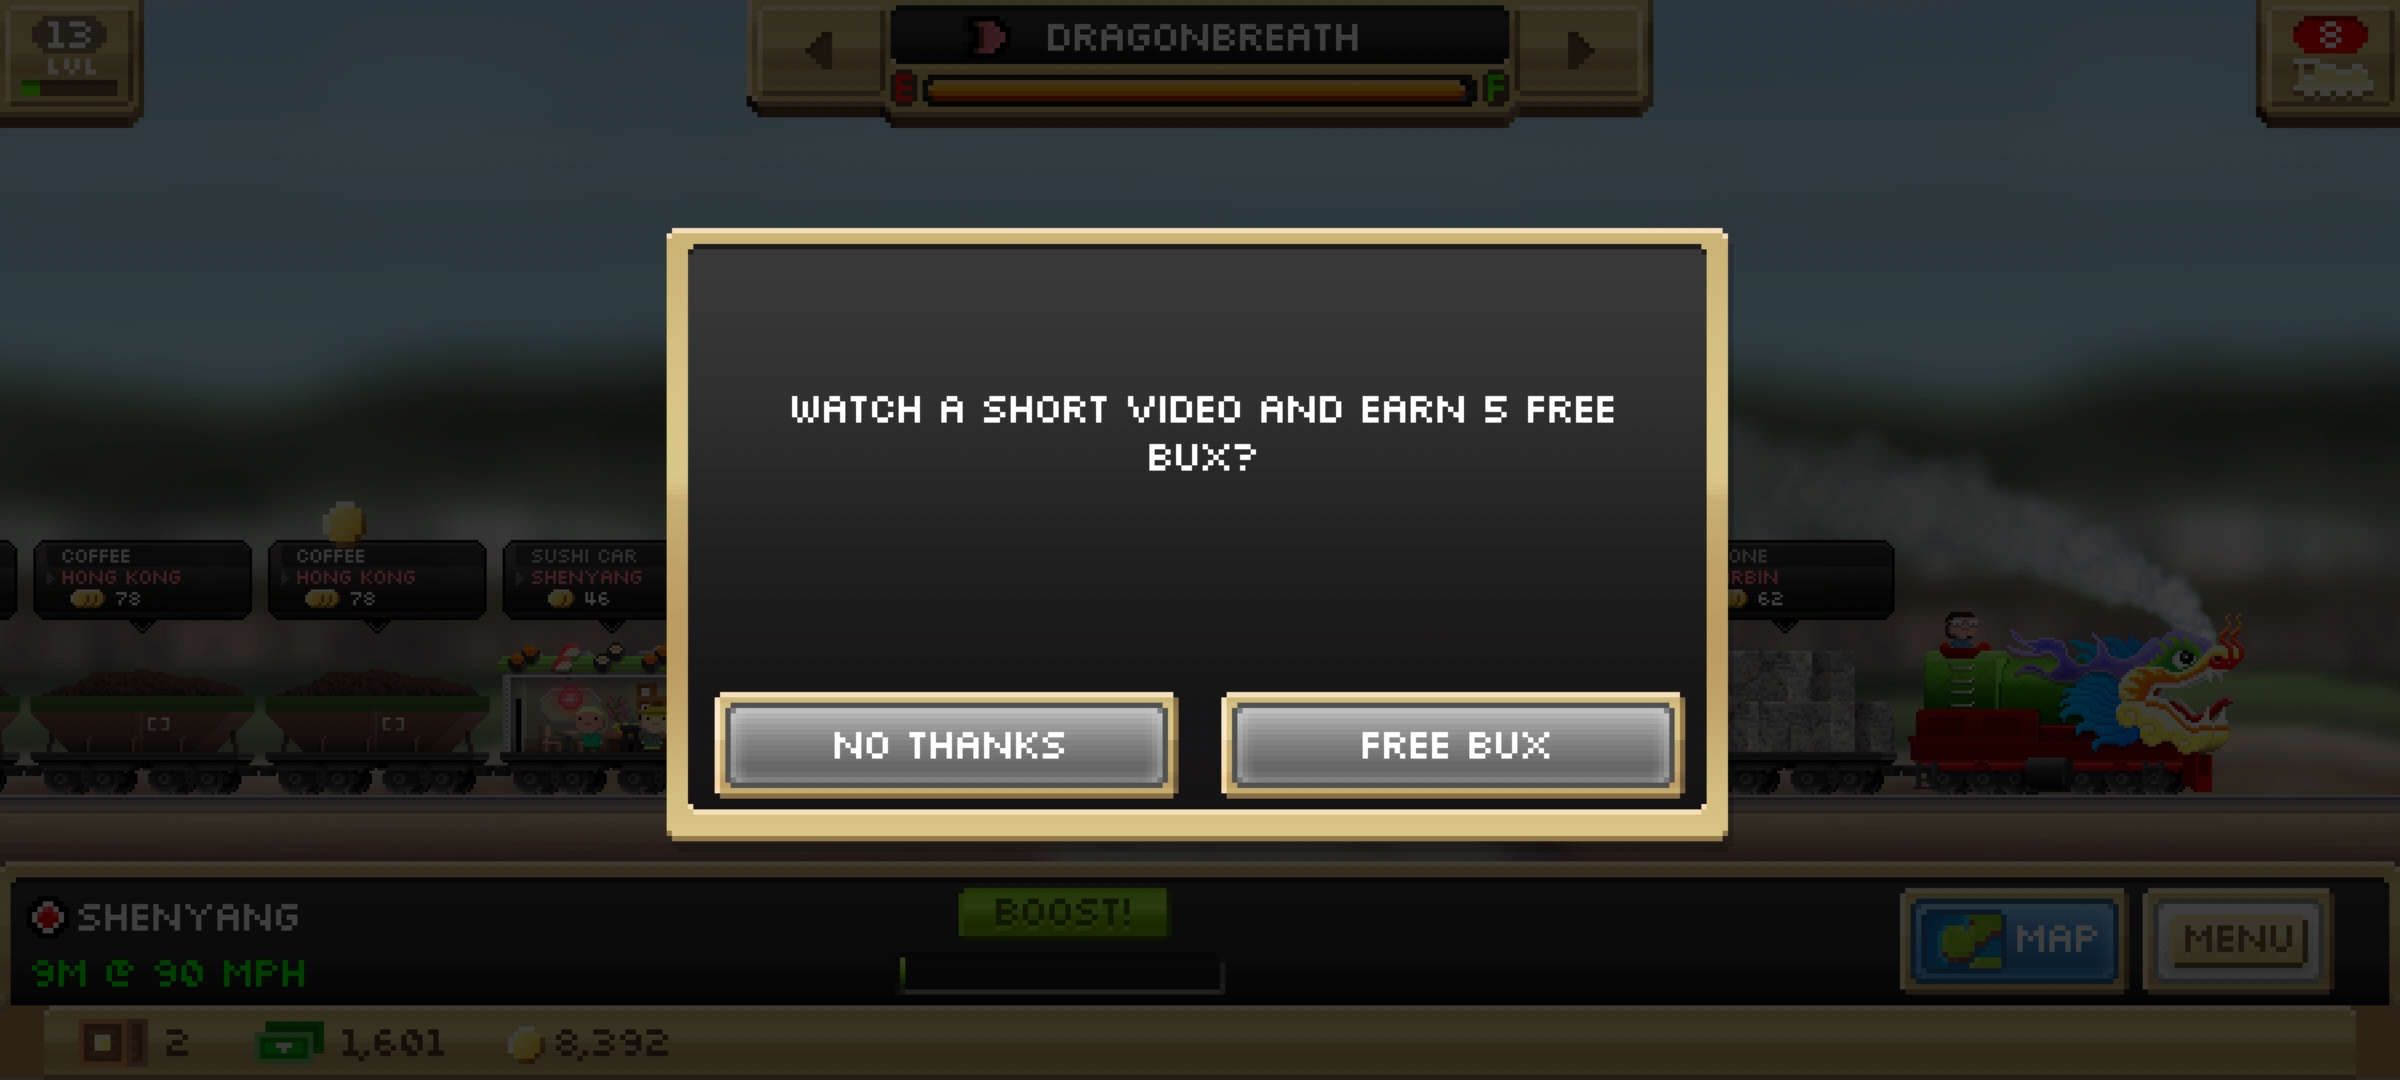 13
LVL
DRAGONBREATH
E
F
8
WATCH A SHORT VIDEO AND EARN 5 FREE
BUX?
NO THANKS
FREE BUX
COFFEE
HONG KONG
78
COFFEE
HONG KONG
78
SUSHI CAR
SHENYANG
46
ONE
RBIN
62
SHENYANG
9M @ 90 MPH
BOOST!
MAP
MENU
2
1,601
8,392